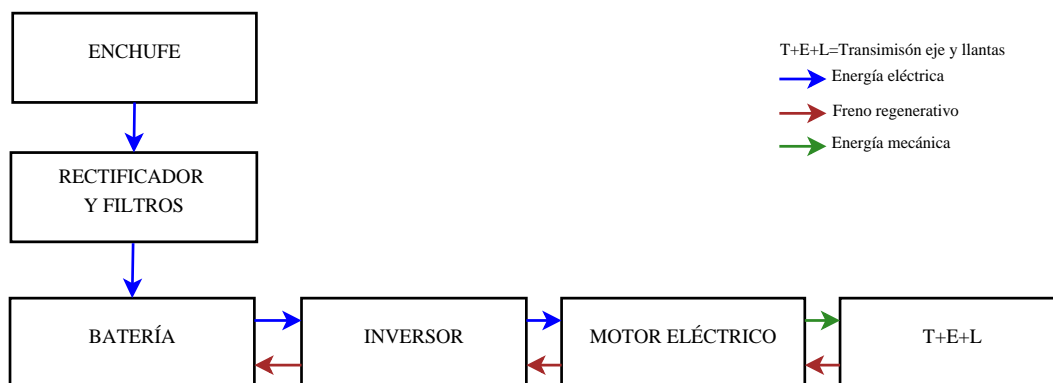 ENCHUFE
T+E+L=Transimisón eje y llantas
Energía eléctrica
Freno regenerativo
Energía mecánica
RECTIFICADOR
Y FILTROS
BATERÍA
INVERSOR
MOTOR ELÉCTRICO
T+E+L